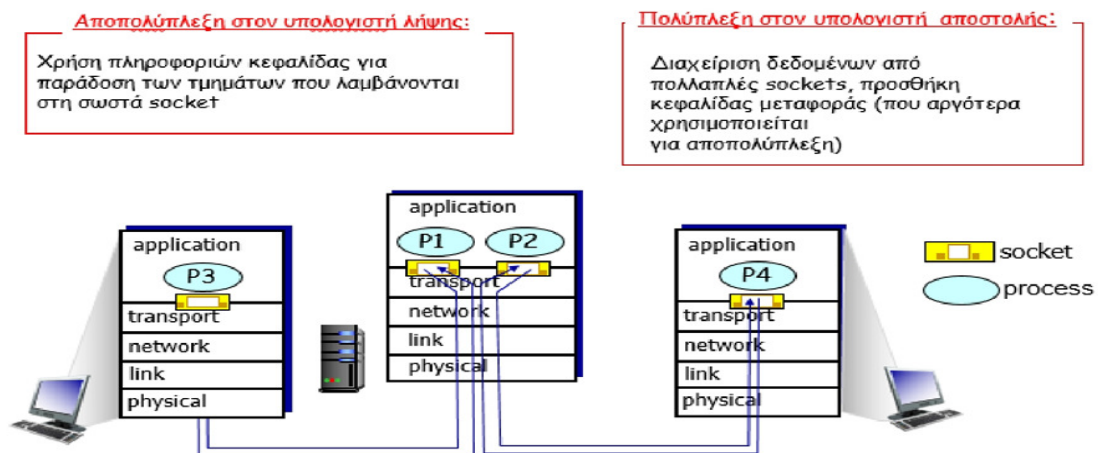 Αποπολύπλεξη στον υπολογιστή λήψης:
Χρήση πληροφοριών κεφαλίδας για
παράδοση των τμημάτων που λαμβάνονται
στη σωστά socket
Πολύπλεξη στον υπολογιστή αποστολής:
Διαχείριση δεδομένων από
πολλαπλές sockets, προσθήκη
κεφαλίδας μεταφοράς (που αργότερα
χρησιμοποιείται
για αποπολύπλεξη)
application
P3
transport
network
link
physical
application
P1 P2
transport
network
link
physical
application
P4
transport
network
link
physical
socket
process